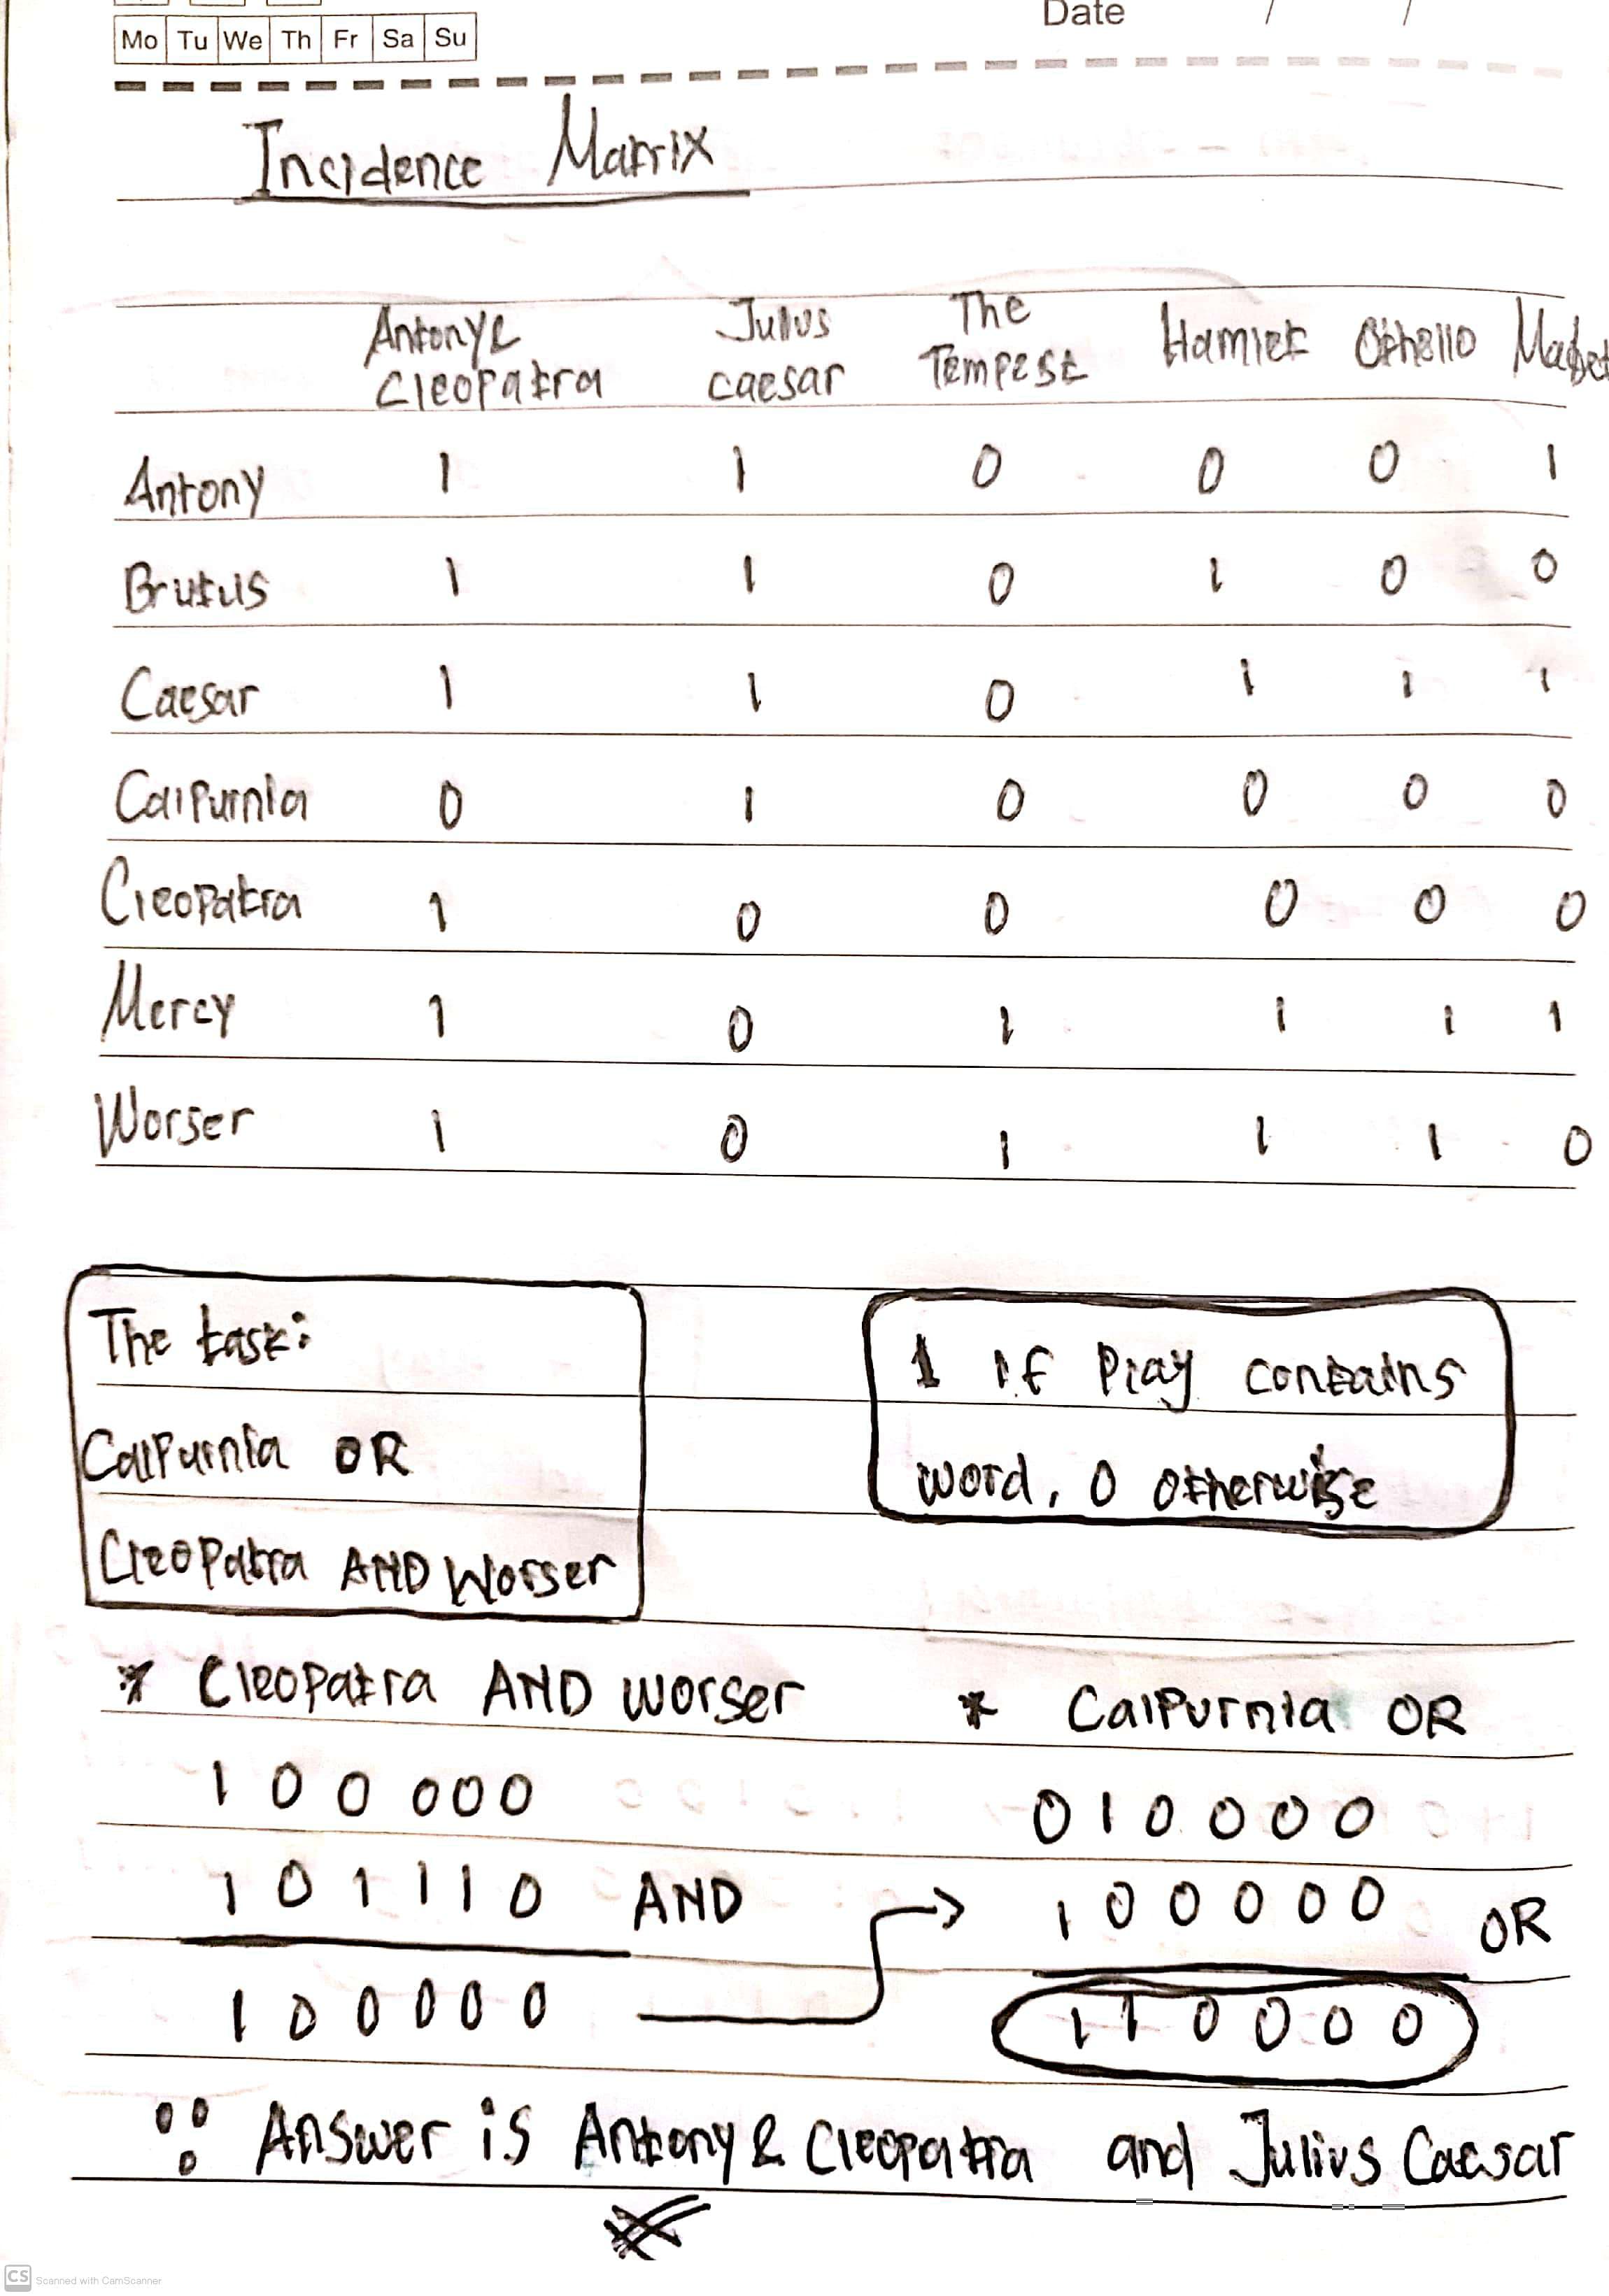 Date / /
Mo Tu We Th Fr Sa Su
Incidence Matrix
Antony & Julus The Hamlet Othello Macbet
Cleopatra caesar Tempest
Antony 1 1 0 0 0 1
Brutus 1 1 0 1 0 0
Caesar 1 1 0 1 1 1
Calpurnia 0 1 0 0 0 0
Cleopatra 1 0 0 0 0 0
Mercy 1 0 1 1 1 1
Worser 1 0 1 1 1 0
The task:
Calpurnia OR
Cleopatra AND Worser
1 if Play contains
word, 0 otherwise
* Cleopatra AND worser
1 0 0 0 0 0
1 0 1 1 1 0 AND
1 0 0 0 0 0
* Calpurnia OR
0 1 0 0 0 0
1 0 0 0 0 0 OR
1 1 0 0 0 0
Answer is Antony & Cleopatra and Julius Caesar
CS Scanned with CamScanner